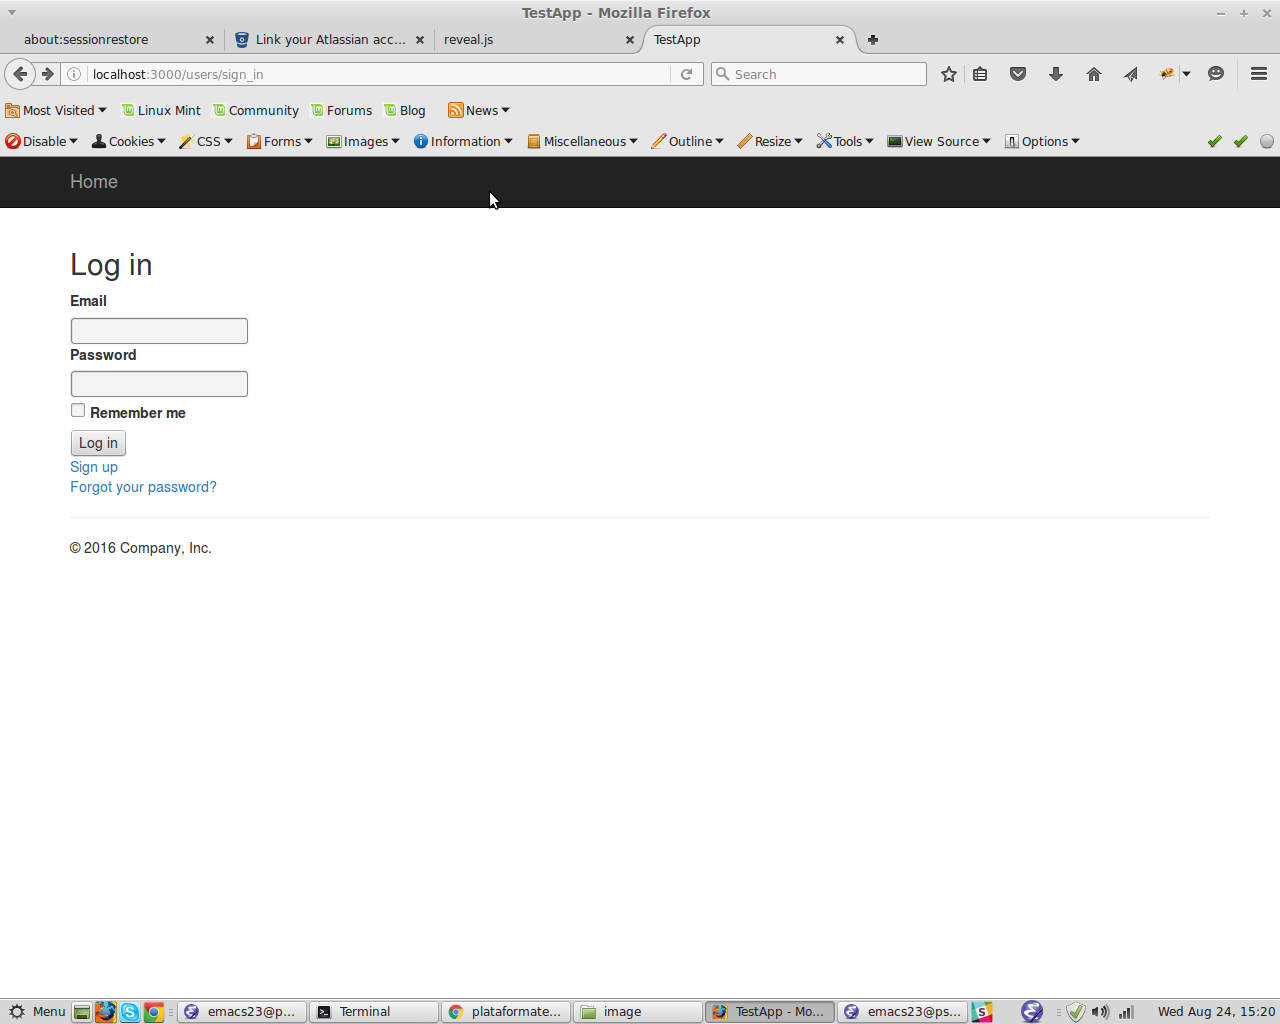 TestApp - Mozilla Firefox
about:sessionrestore
Link your Atlassian acc...
reveal.js
TestApp
localhost:3000/users/sign_in
Search
Most Visited
Linux Mint
Community
Forums
Blog
News
Disable
Cookies
CSS
Forms
Images
Information
Miscellaneous
Outline
Resize
Tools
View Source
Options
Home
Log in
Email
Password
Remember me
Log in
Sign up
Forgot your password?
© 2016 Company, Inc.
Menu
emacs23@p...
Terminal
plataformate...
image
TestApp - Mo...
emacs23@ps...
Wed Aug 24, 15:20